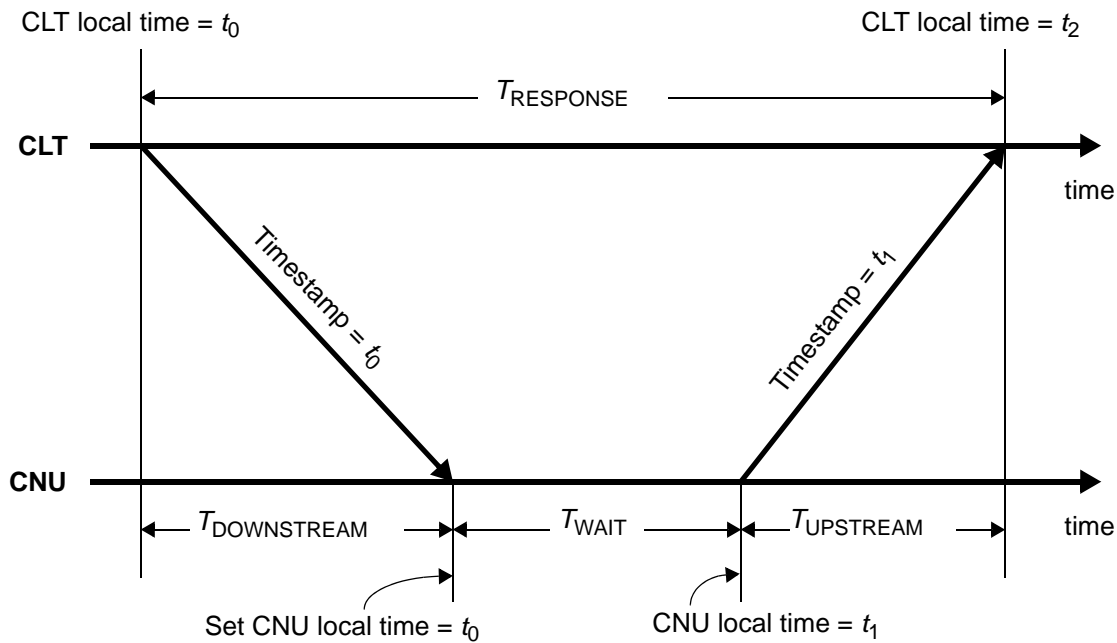 CLT local time = t0
CLT local time = t2
TRESPONSE
CLT
time
Timestamp = t0
Timestamp = t1
CNU
time
TDOWNSTREAM
TWAIT
TUPSTREAM
Set CNU local time = t0
CNU local time = t1